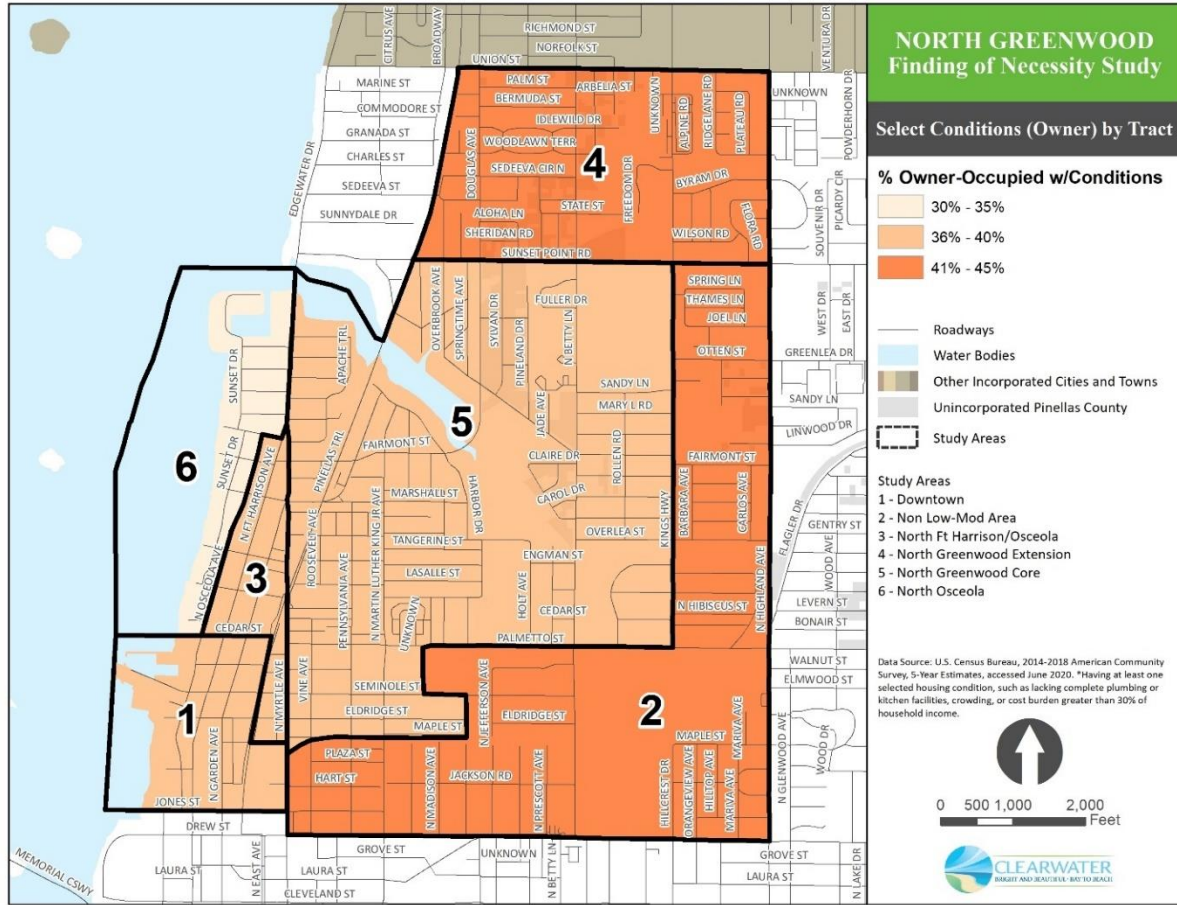 NORTH GREENWOOD
Finding of Necessity Study
Select Conditions (Owner) by Tract
% Owner-Occupied w/Conditions
30% - 35%
36% - 40%
41% - 45%
Roadways
Water Bodies
Other Incorporated Cities and Towns
Unincorporated Pinellas County
Study Areas
Study Areas
1 - Downtown
2 - Non Low-Mod Area
3 - North Ft Harrison/Osceola
4 - North Greenwood Extension
5 - North Greenwood Core
6 - North Osceola
Data Source: U.S. Census Bureau, 2014-2018 American Community
Survey, 5-Year Estimates, accessed June 2020. *Having at least one
selected housing condition, such as lacking complete plumbing or
kitchen facilities, crowding, or cost burden greater than 30% of
household income.
0 500 1,000 2,000
Feet
CLEARWATER
BRIGHT AND BEAUTIFUL • BAY TO BEACH
CITRUS AVE
BROADWAY
RICHMOND ST
NORFOLK ST
UNION ST
VENTURA DR
MARINE ST
COMMODORE ST
GRANADA ST
CHARLES ST
SEDEEVA ST
SUNNYDALE DR
EDGEWATER DR
PALM ST
ARBELIA ST
BERMUDA ST
IDLEWILD DR
WOODLAWN TERR
SEDEEVA CIR N
DOUGLAS AVE
4
UNKNOWN
ALPINE RD
RIDGELANE RD
PLATEAU RD
FREEDOM DR
BYRAM DR
STATE ST
ALOHA LN
SHERIDAN RD
WILSON RD
FLORA RD
SUNSET POINT RD
UNKNOWN
POWDERHORN DR
SOUVENIR DR
PICARDY CIR
OVERBROOK AVE
SPRINGTIME AVE
SYLVAN DR
PINELAND DR
FULLER DR
N BETTY LN
SPRING LN
THAMES LN
JOEL LN
OTTEN ST
WEST DR
EAST DR
GREENLEA DR
SUNSET DR
APACHE TRL
SANDY LN
MARY L RD
JADE AVE
SANDY LN
LINWOOD DR
5
6
SUNSET DR
N FT HARRISON AVE
PINELLAS TRL
FAIRMONT ST
CLAIRE DR
ROLLEN RD
FAIRMONT ST
MARSHALL ST
HARBOR DR
CAROL DR
KINGS HWY
BARBARA AVE
CARLOS AVE
FLAGLER DR
ROOSEVELT AVE
TANGERINE ST
OVERLEA ST
GENTRY ST
ENGMAN ST
WOOD AVE
N OSCEOLA AVE
3
PENNSYLVANIA AVE
N MARTIN LUTHER KING JR AVE
LASALLE ST
HOLT AVE
CEDAR ST
N HIBISCUS ST
N HIGHLAND AVE
LEVERN ST
BONAIR ST
CEDAR ST
UNKNOWN
PALMETTO ST
WALNUT ST
ELMWOOD ST
1
N MYRTLE AVE
VINE AVE
SEMINOLE ST
ELDRIDGE ST
MAPLE ST
N JEFFERSON AVE
ELDRIDGE ST
2
MAPLE ST
MARIVA AVE
N GLENWOOD AVE
WOOD DR
N GARDEN AVE
PLAZA ST
HART ST
N MADISON AVE
JACKSON RD
N PRESCOTT AVE
HILLCREST DR
ORANGEVIEW AVE
HILLTOP AVE
MARIVA AVE
JONES ST
DREW ST
N EAST AVE
GROVE ST
UNKNOWN
N BETTY LN
GROVE ST
LAURA ST
LAURA ST
LAURA ST
N LAKE DR
MEMORIAL CSWY
CLEVELAND ST